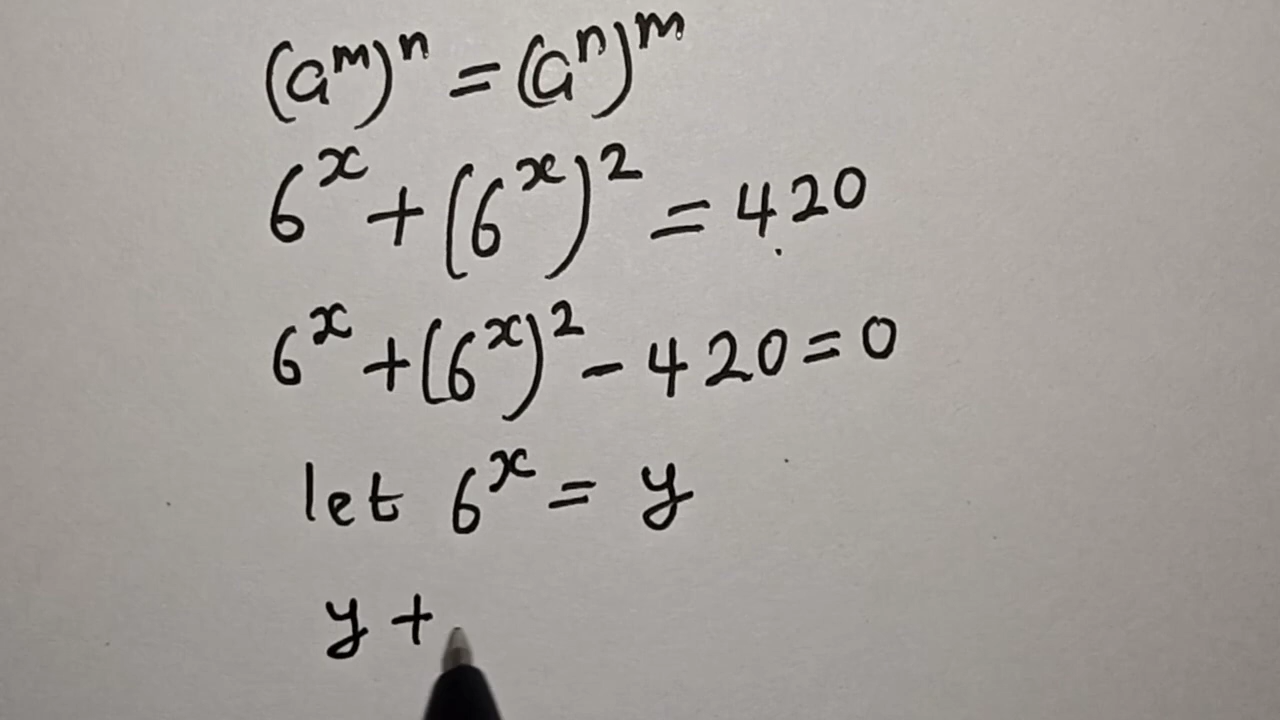 (a^m)^n = (a^n)^m
6^x + (6^x)^2 = 420
6^x + (6^x)^2 - 420 = 0
let 6^x = y
y +